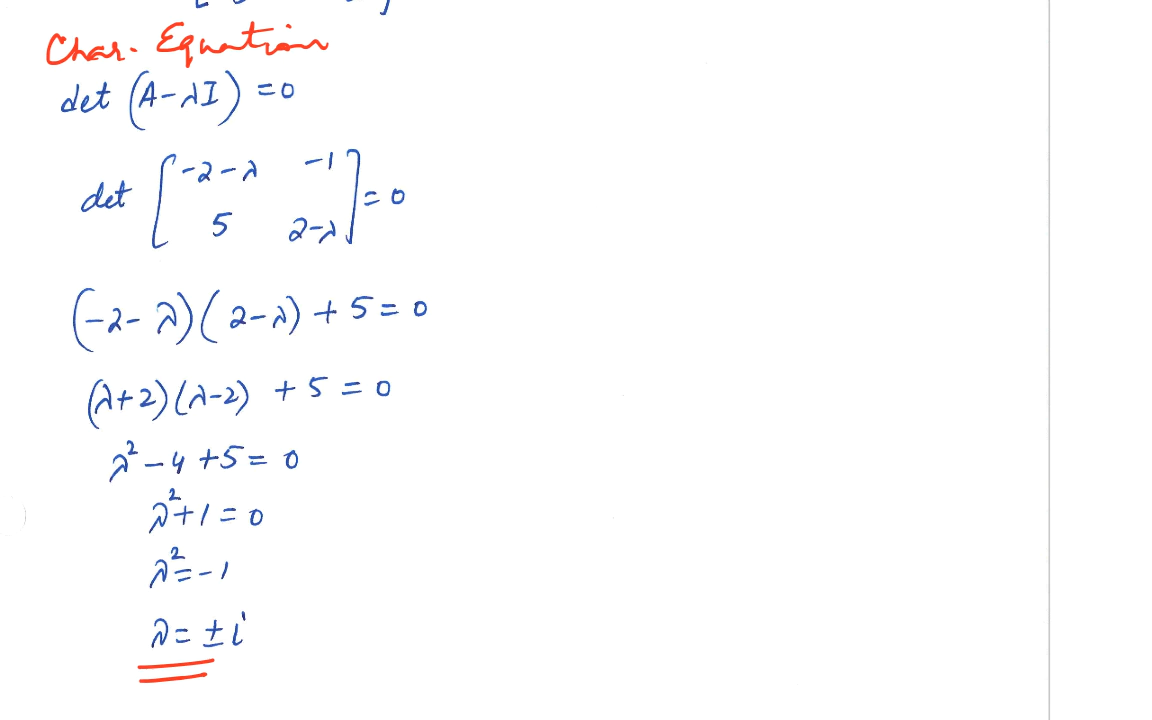 Char. Equation
det (A-λI) = 0
det [ -2-λ -1
5 2-λ ] = 0
(-2-λ)(2-λ) + 5 = 0
(λ+2)(λ-2) + 5 = 0
λ² - 4 + 5 = 0
λ² + 1 = 0
λ² = -1
λ = ± i